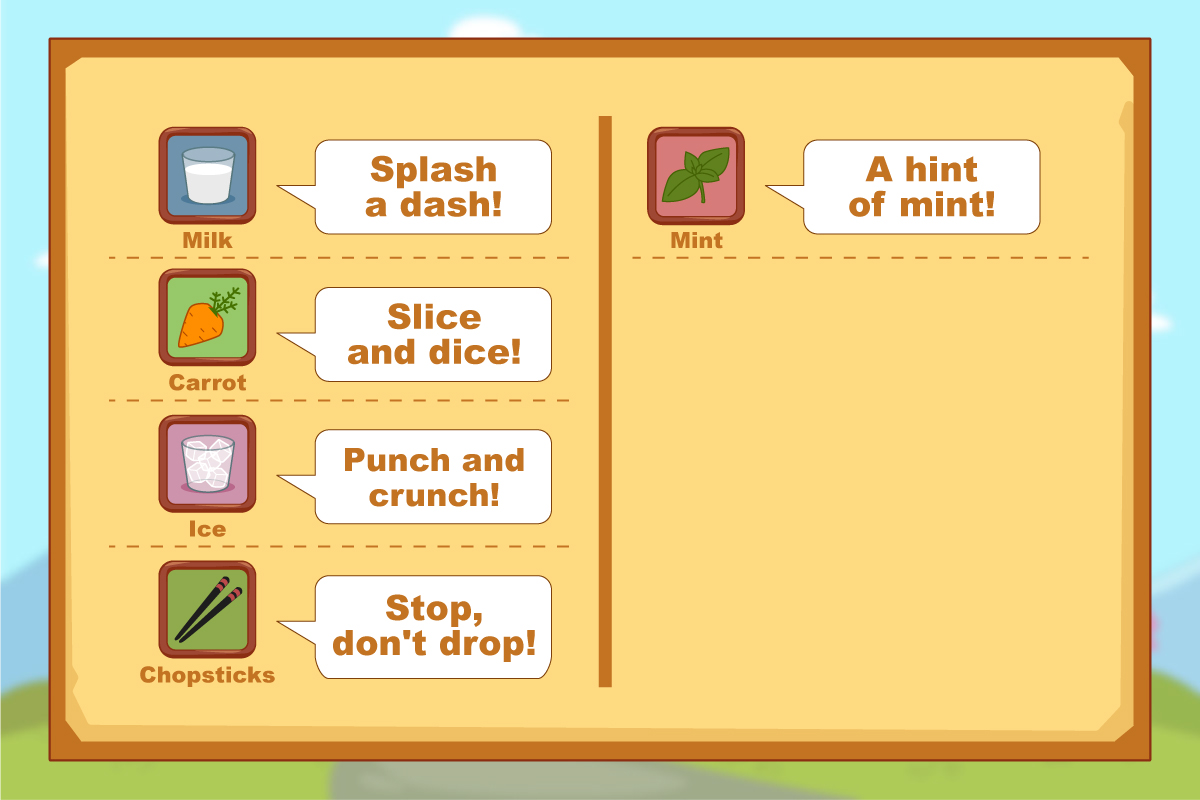 Splash
a dash!
Milk
Slice
and dice!
Carrot
Punch and
crunch!
Ice
Stop,
don't drop!
Chopsticks
A hint
of mint!
Mint